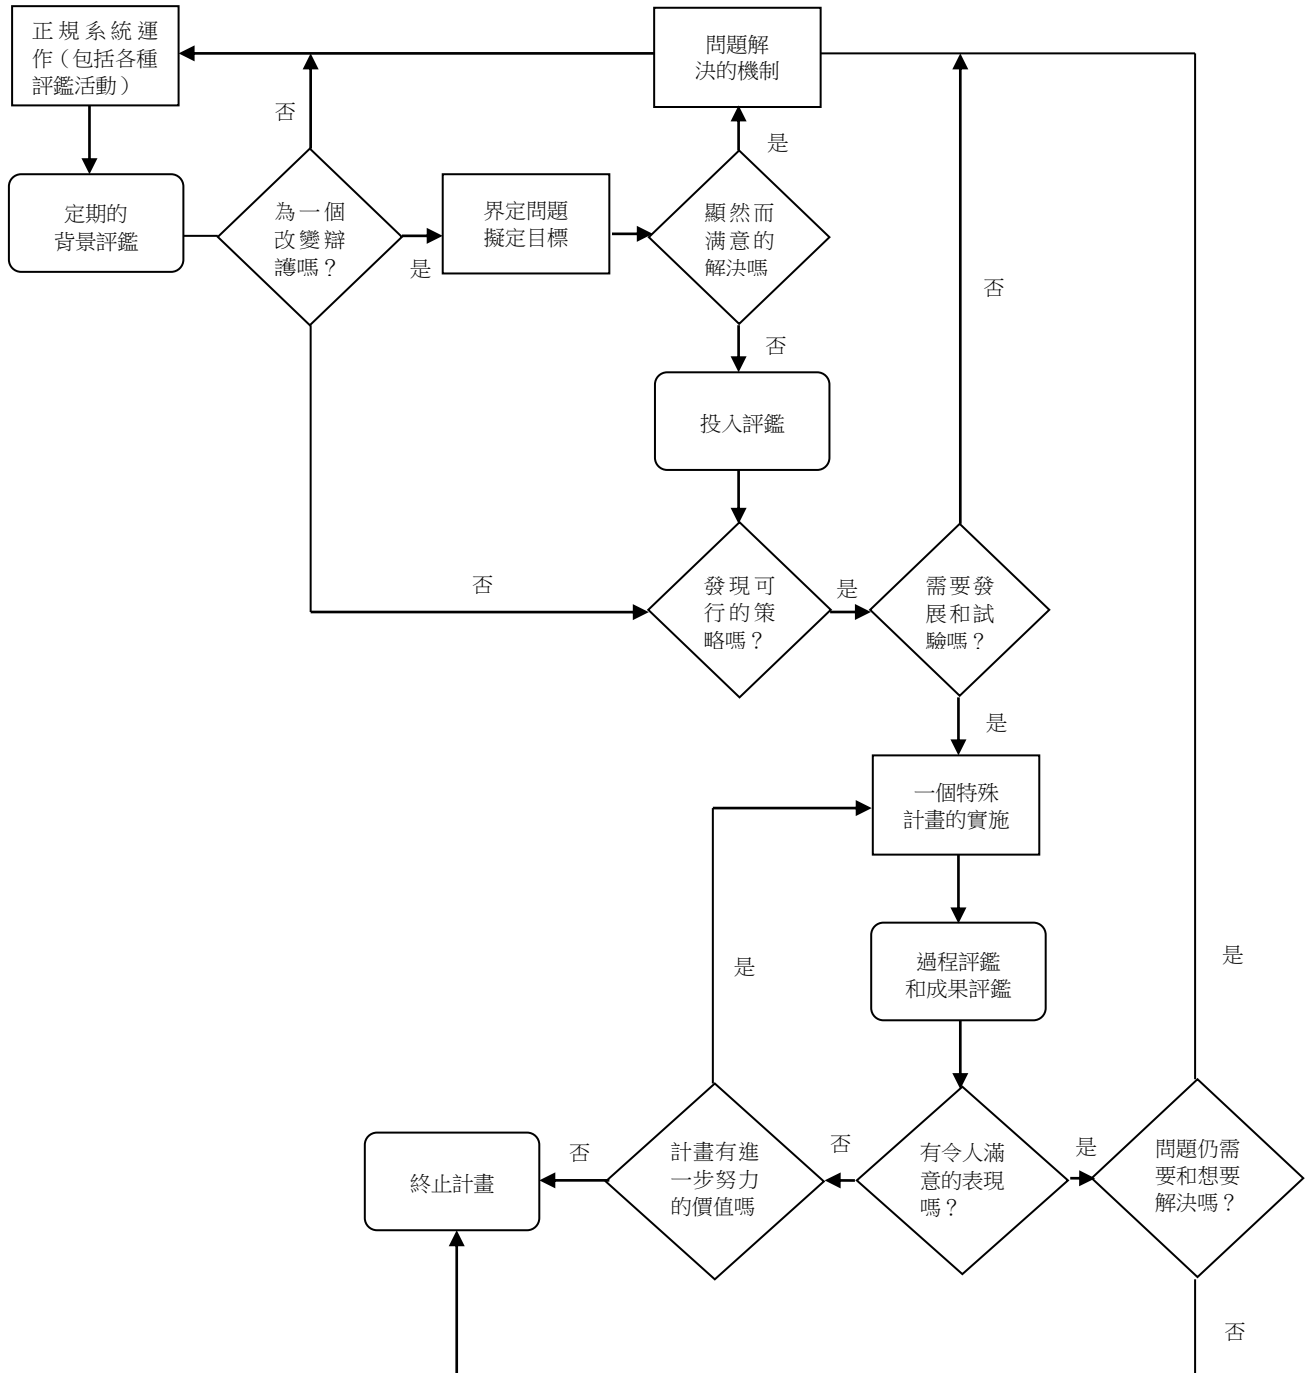 正規系統運
作（包括各種
評鑑活動）
問題解
決的機制
否
是
定期的
背景評鑑
為一個
改變辯
護嗎？
是
界定問題
擬定目標
顯然而
满意的
解決嗎
否
否
投入評鑑
否
發現可
行的策
略嗎？
是
需要發
展和試
驗嗎？
是
一個特殊
計畫的實施
是
過程評鑑
和成果評鑑
是
終止計畫
否
計畫有進
一步努力
的價值嗎
否
有令人滿
意的表現
嗎？
是
問題仍需
要和想要
解決嗎？
否